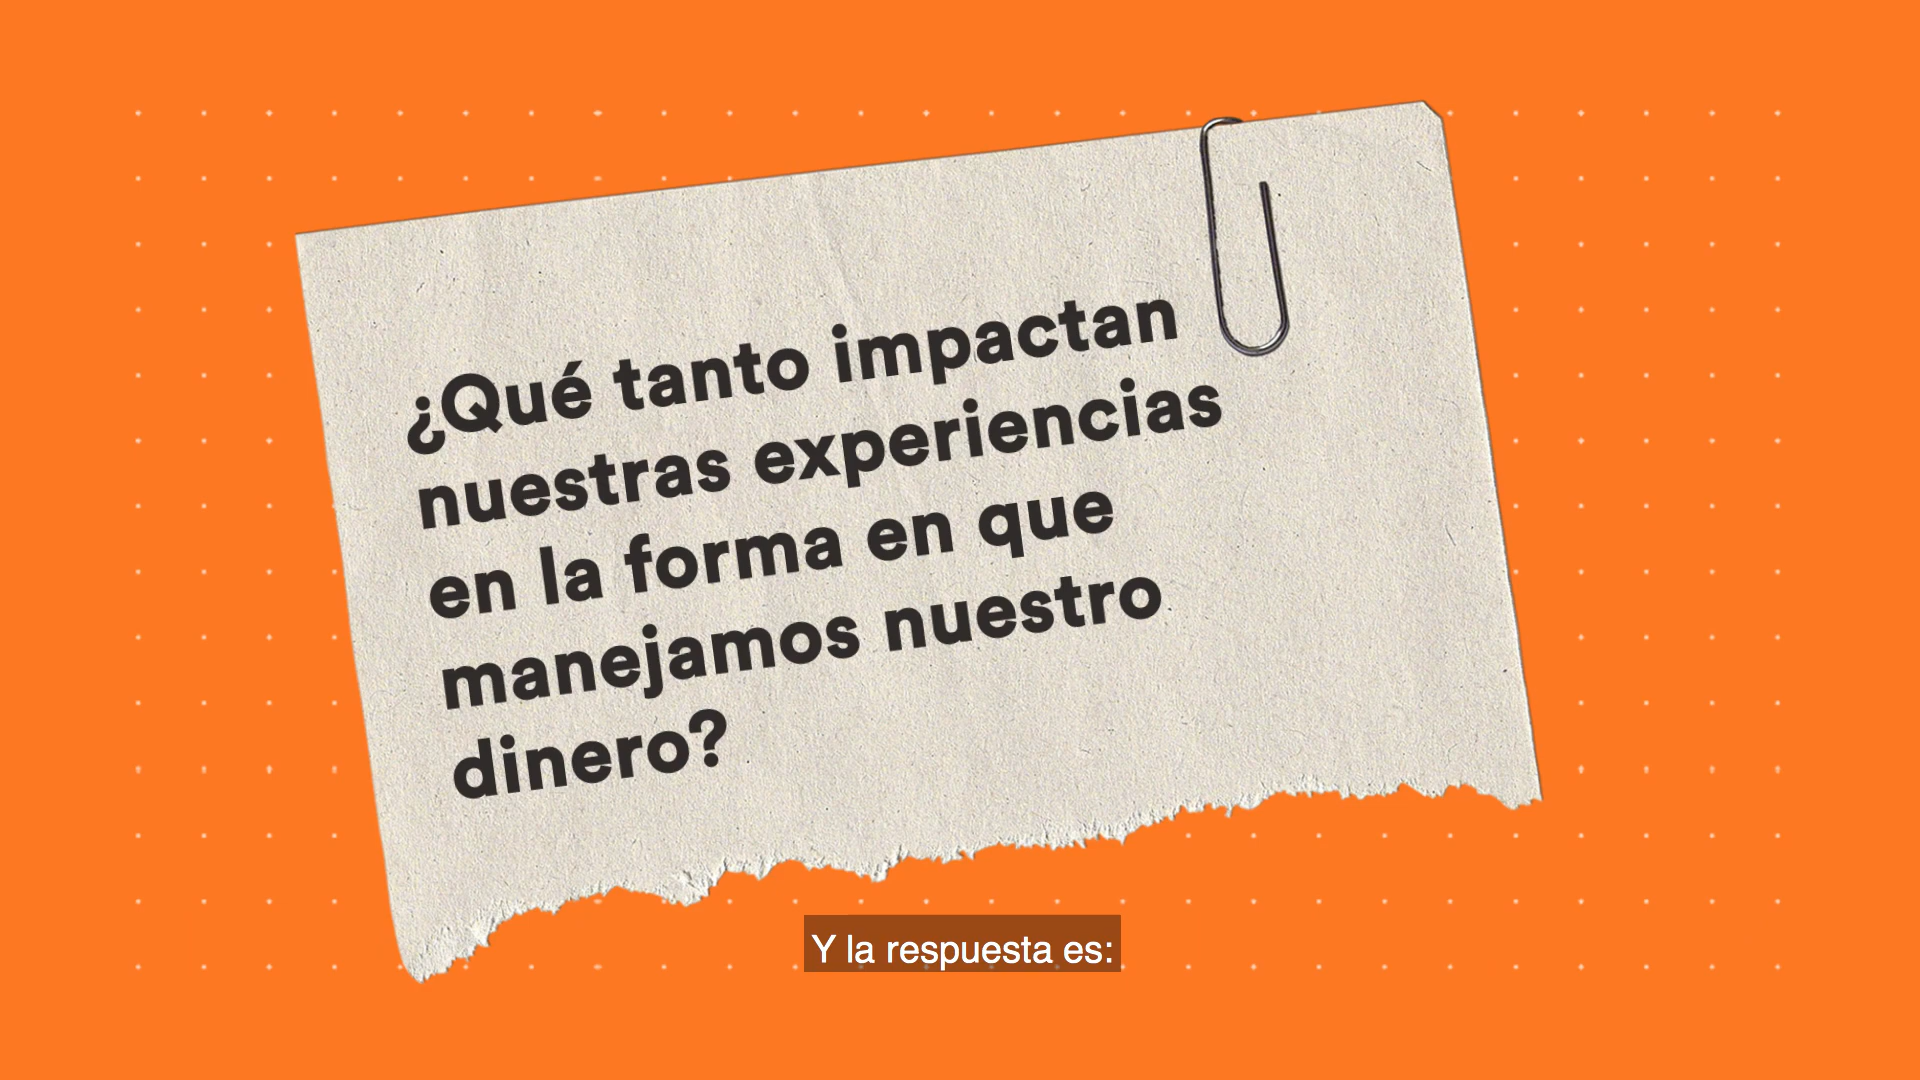 ¿Qué tanto impactan
nuestras experiencias
en la forma en que
manejamos nuestro
dinero?
Y la respuesta es: